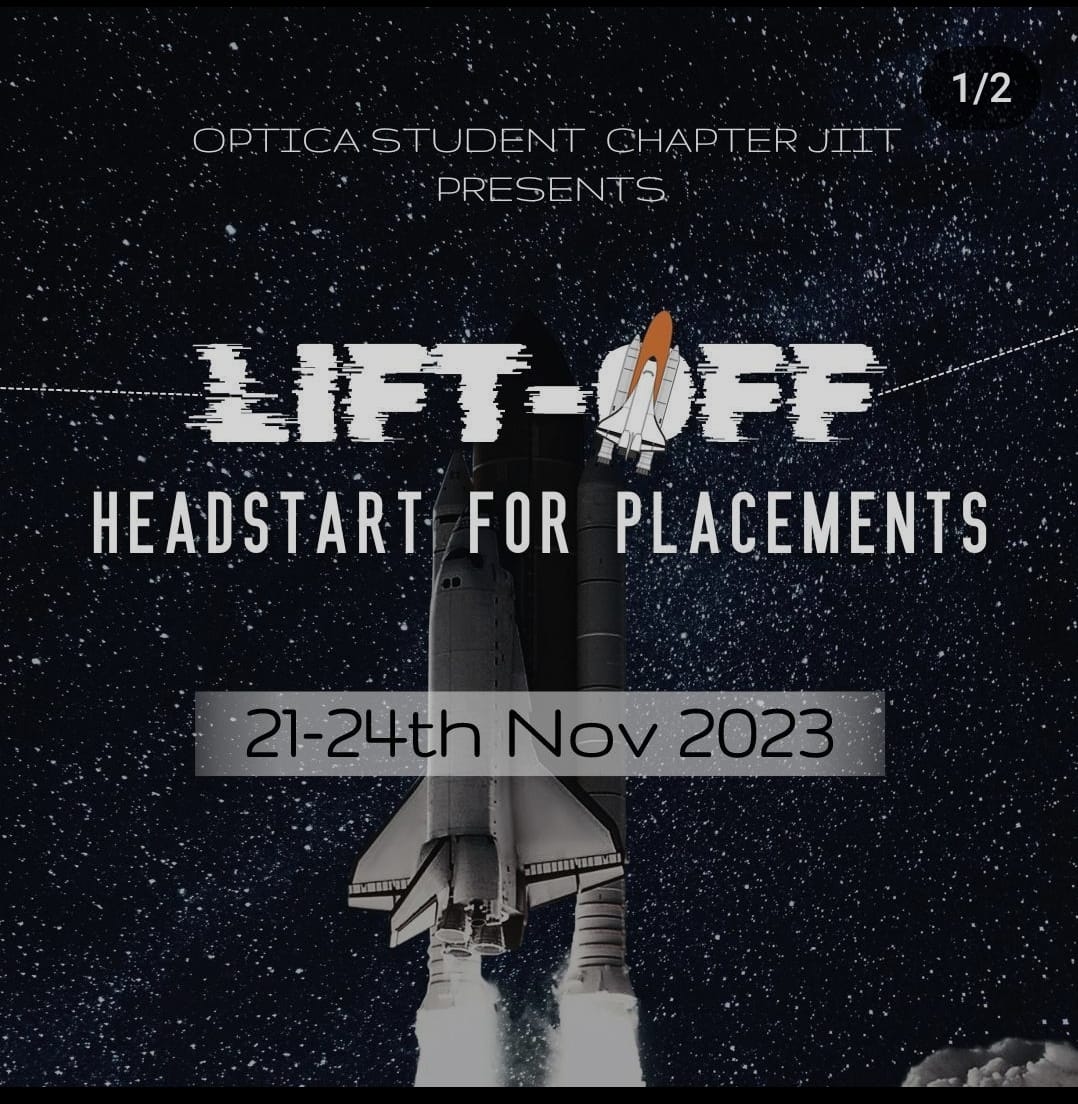 1/2
OPTICA STUDENT CHAPTER JIIT
PRESENTS
LIFT-OFF
HEADSTART FOR PLACEMENTS
21-24th Nov 2023